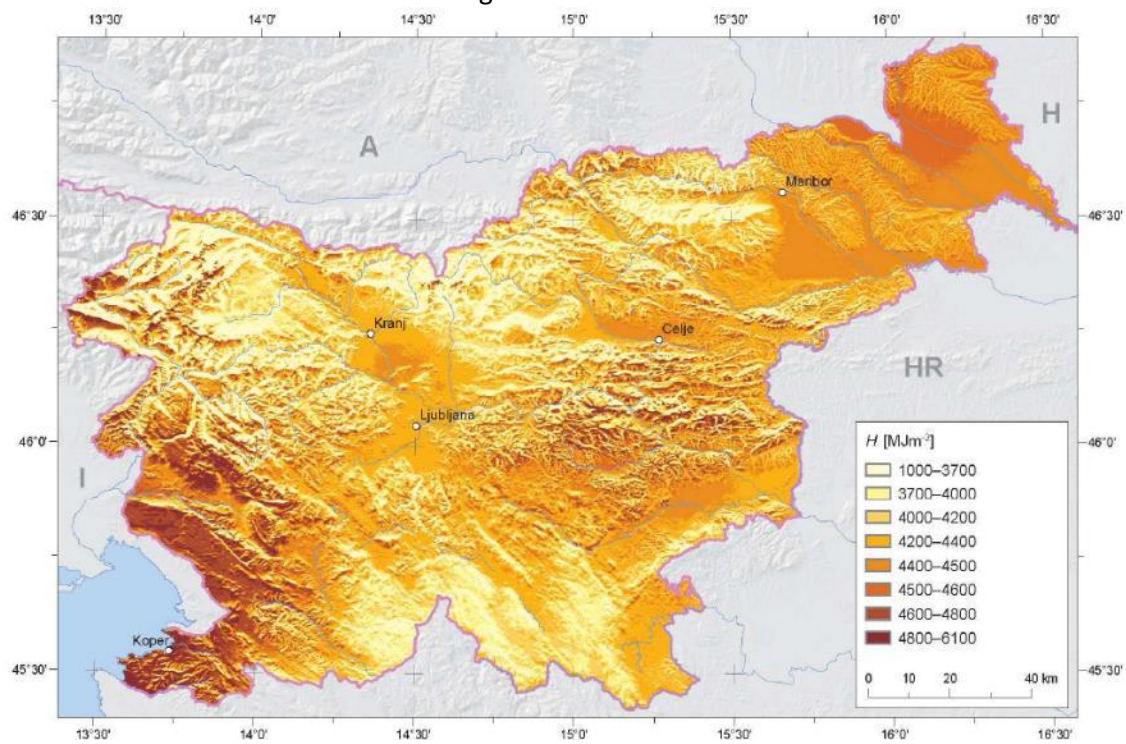 13°30' 14°0' 14°30' 15°0' 15°30' 16°0' 16°30'
A
H
Maribor
46°30' 46°30'
Kranj
Celje
HR
Ljubljana
46°0' 46°0'
I
H [MJm⁻²]
1000–3700
3700–4000
4000–4200
4200–4400
4400–4500
4500–4600
4600–4800
4800–6100
Koper
45°30' 45°30'
0 10 20 40 km
13°30' 14°0' 14°30' 15°0' 15°30' 16°0' 16°30'